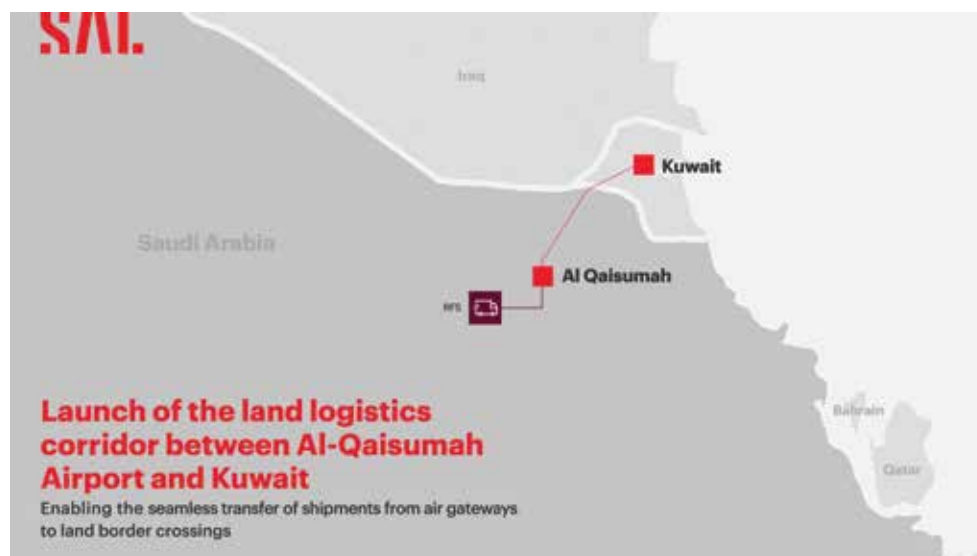 SAL
Iraq
Kuwait
Saudi Arabia
Al Qaisumah
RFS
Bahrain
Qatar
Launch of the land logistics
corridor between Al-Qaisumah
Airport and Kuwait
Enabling the seamless transfer of shipments from air gateways
to land border crossings